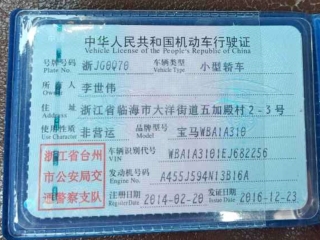 中华人民共和国机动车行驶证
Vehicle License of the People's Republic of China
号牌号码 浙JG0Q70 车辆类型 小型轿车
Plate No. Vehicle Type
所有人 李世伟
Owner
住址 浙江省临海市大洋街道五加殿村2-3号
Address
使用性质 非营运 品牌型号 宝马WBA1A310
Use Character Model
浙江省台州 车辆识别代号 WBA1A3101EJ682256
VIN
市公安局交 发动机号码 A455J594N13B16A
Engine No.
通警察支队 注册日期 2014-02-20 发证日期 2016-12-23
Register Date Issue Date